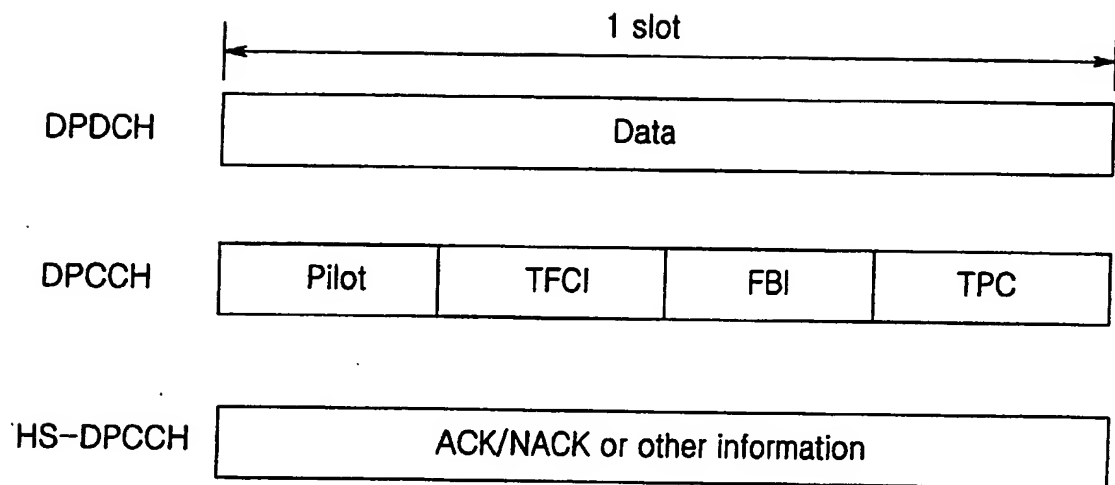 1 slot
DPDCH Data
DPCCH Pilot TFCI FBI TPC
HS-DPCCH ACK/NACK or other information